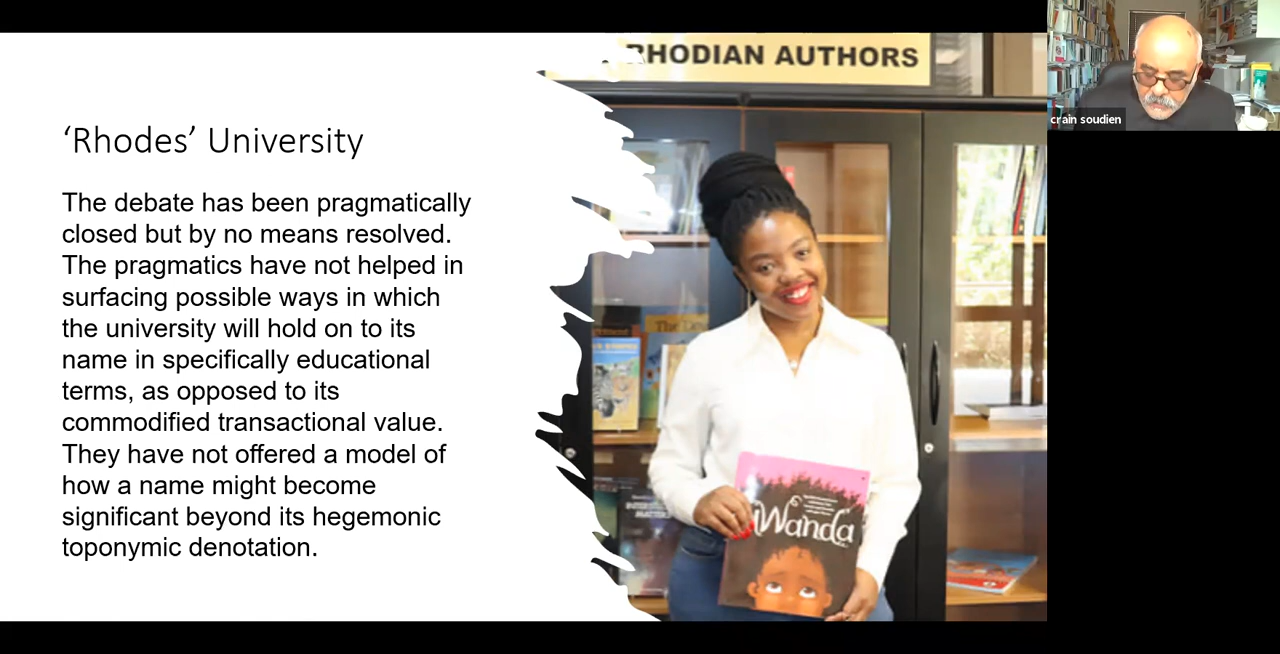 RHODIAN AUTHORS
crain soudien
‘Rhodes’ University
The debate has been pragmatically
closed but by no means resolved.
The pragmatics have not helped in
surfacing possible ways in which
the university will hold on to its
name in specifically educational
terms, as opposed to its
commodified transactional value.
They have not offered a model of
how a name might become
significant beyond its hegemonic
toponymic denotation.
Wanda